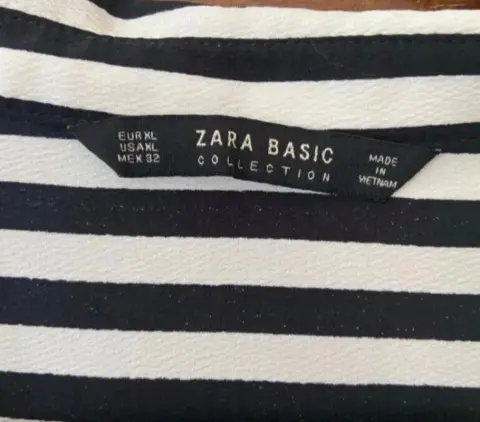 EUR XL
USA XL
MEX 32
ZARA BASIC
COLLECTION
MADE
IN
VIETNAM